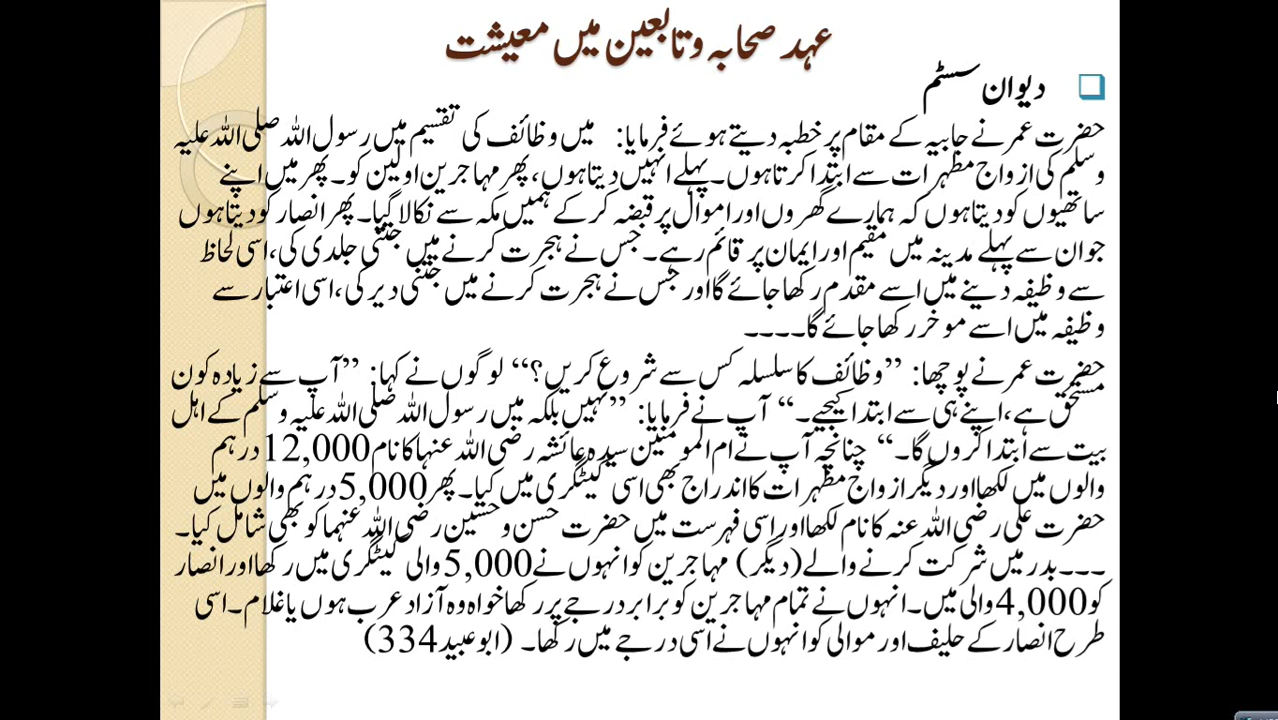 عہد صحابہ و تابعین میں معیشت
دیوان سسٹم
حضرت عمر نے جابیہ کے مقام پر خطبہ دیتے ہوئے فرمایا: میں وظائف کی تقسیم میں رسول اللہ صلی اللہ علیہ
وسلم کی ازواج مطہرات سے ابتدا کرتا ہوں۔ پہلے انہیں دیتا ہوں، پھر مہاجرین اولین کو۔ پھر میں اپنے
ساتھیوں کو دیتا ہوں کہ ہمارے گھروں اور اموال پر قبضہ کر کے ہمیں مکہ سے نکالا گیا۔ پھر انصار کو دیتا ہوں
جو ان سے پہلے مدینہ میں مقیم اور ایمان پر قائم رہے۔ جس نے ہجرت کرنے میں جتنی جلدی کی، اسی لحاظ
سے وظیفہ دینے میں اسے مقدم رکھا جائے گا اور جس نے ہجرت کرنے میں جتنی دیر کی، اسی اعتبار سے
وظیفہ میں اسے موخر رکھا جائے گا۔۔۔۔
حضرت عمر نے پوچھا: ’’وظائف کا سلسلہ کس سے شروع کریں؟‘‘ لوگوں نے کہا: ’’آپ سے زیادہ کون
مستحق ہے، اپنے ہی سے ابتدا کیجیے۔‘‘ آپ نے فرمایا: ’’نہیں بلکہ میں رسول اللہ صلی اللہ علیہ وسلم کے اہل
بیت سے ابتدا کروں گا۔‘‘ چنانچہ آپ نے ام المومنین سیدہ عائشہ رضی اللہ عنہا کا نام 12,000 درہم
والوں میں لکھا اور دیگر ازواج مطہرات کا اندراج بھی اسی کیٹگری میں کیا۔ پھر 5,000 درہم والوں میں
حضرت علی رضی اللہ عنہ کا نام لکھا اور اسی فہرست میں حضرت حسن و حسین رضی اللہ عنہما کو بھی شامل کیا۔
۔۔۔بدر میں شرکت کرنے والے (دیگر) مہاجرین کو انہوں نے 5,000 والی کیٹگری میں رکھا اور انصار
کو 4,000 والی میں۔ انہوں نے تمام مہاجرین کو برابر درجے پر رکھا خواہ وہ آزاد عرب ہوں یا غلام۔ اسی
طرح انصار کے حلیف اور موالی کو انہوں نے اسی درجے میں رکھا۔ (ابو عبید 334)